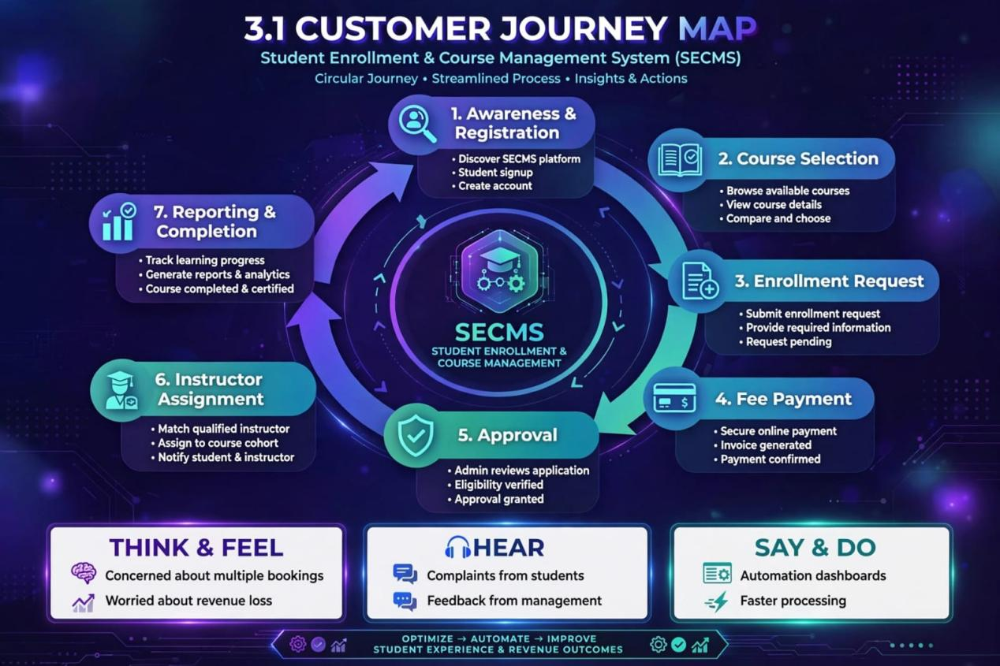 3.1 CUSTOMER JOURNEY MAP
Student Enrollment & Course Management System (SECMS)
Circular Journey • Streamlined Process • Insights & Actions
1. Awareness &
Registration
• Discover SECMS platform
• Student signup
• Create account
2. Course Selection
• Browse available courses
• View course details
• Compare and choose
3. Enrollment Request
• Submit enrollment request
• Provide required information
• Request pending
4. Fee Payment
• Secure online payment
• Invoice generated
• Payment confirmed
5. Approval
• Admin reviews application
• Eligibility verified
• Approval granted
6. Instructor
Assignment
• Match qualified instructor
• Assign to course cohort
• Notify student & instructor
7. Reporting &
Completion
• Track learning progress
• Generate reports & analytics
• Course completed & certified
SECMS
STUDENT ENROLLMENT &
COURSE MANAGEMENT
THINK & FEEL
Concerned about multiple bookings
Worried about revenue loss
HEAR
Complaints from students
Feedback from management
SAY & DO
Automation dashboards
Faster processing
OPTIMIZE → AUTOMATE → IMPROVE
STUDENT EXPERIENCE & REVENUE OUTCOMES